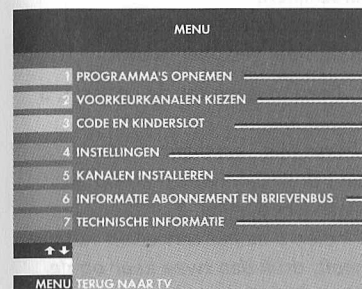 MENU
1 PROGRAMMA'S OPNEMEN
2 VOORKEURKANALEN KIEZEN
3 CODE EN KINDERSLOT
4 INSTELLINGEN
5 KANALEN INSTALLEREN
6 INFORMATIE ABONNEMENT EN BRIEVENBUS
7 TECHNISCHE INFORMATIE
MENU TERUG NAAR TV